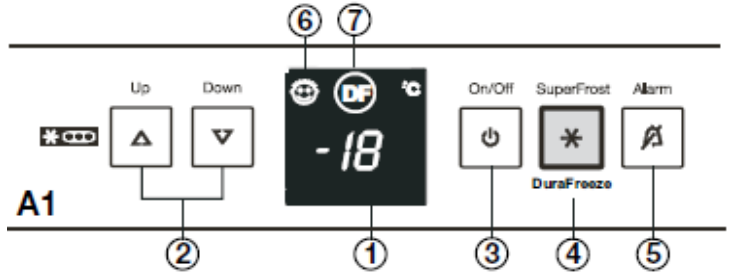 ⑥ ⑦
Up Down DF °C On/Off SuperFrost Alarm
-18
DuraFreeze
A1
② ① ③ ④ ⑤